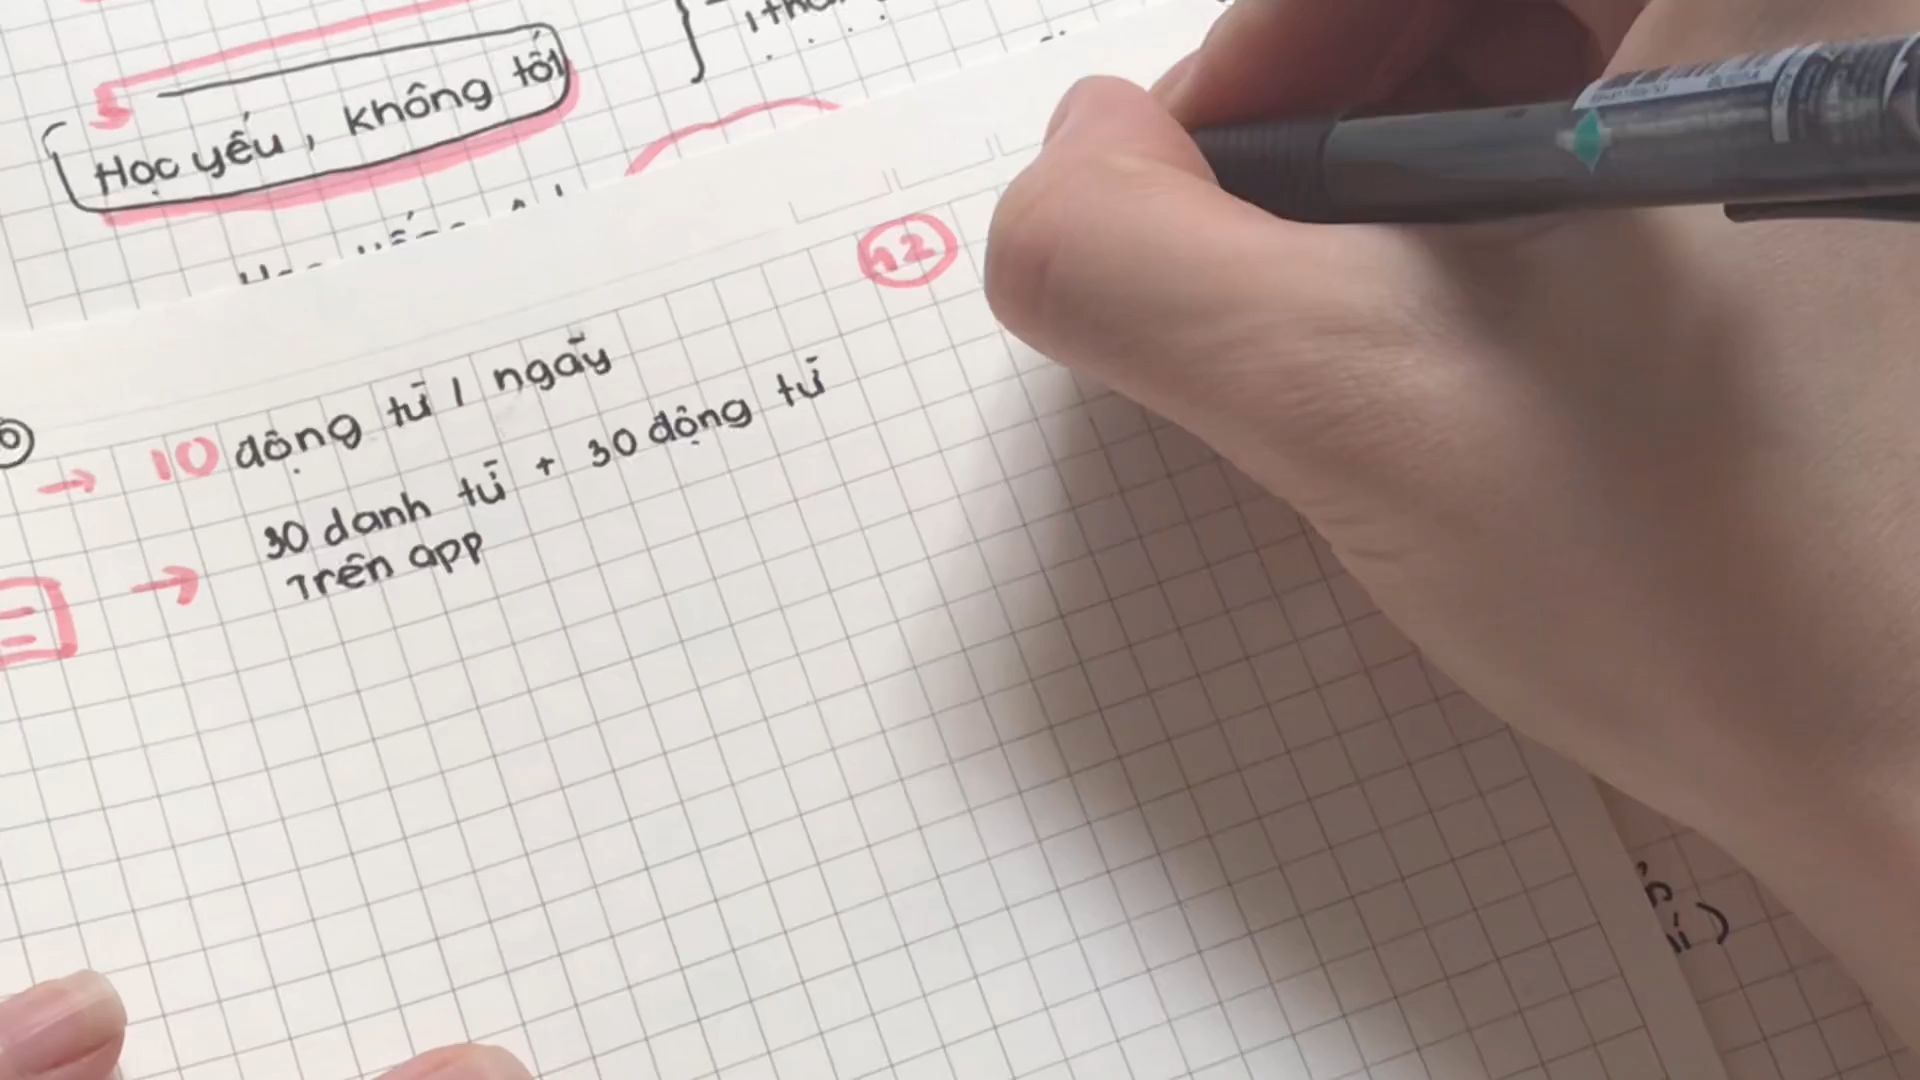 Học yếu, không tốt
12
→ 10 động từ / ngày
→ 30 danh từ + 30 động từ
Trên app